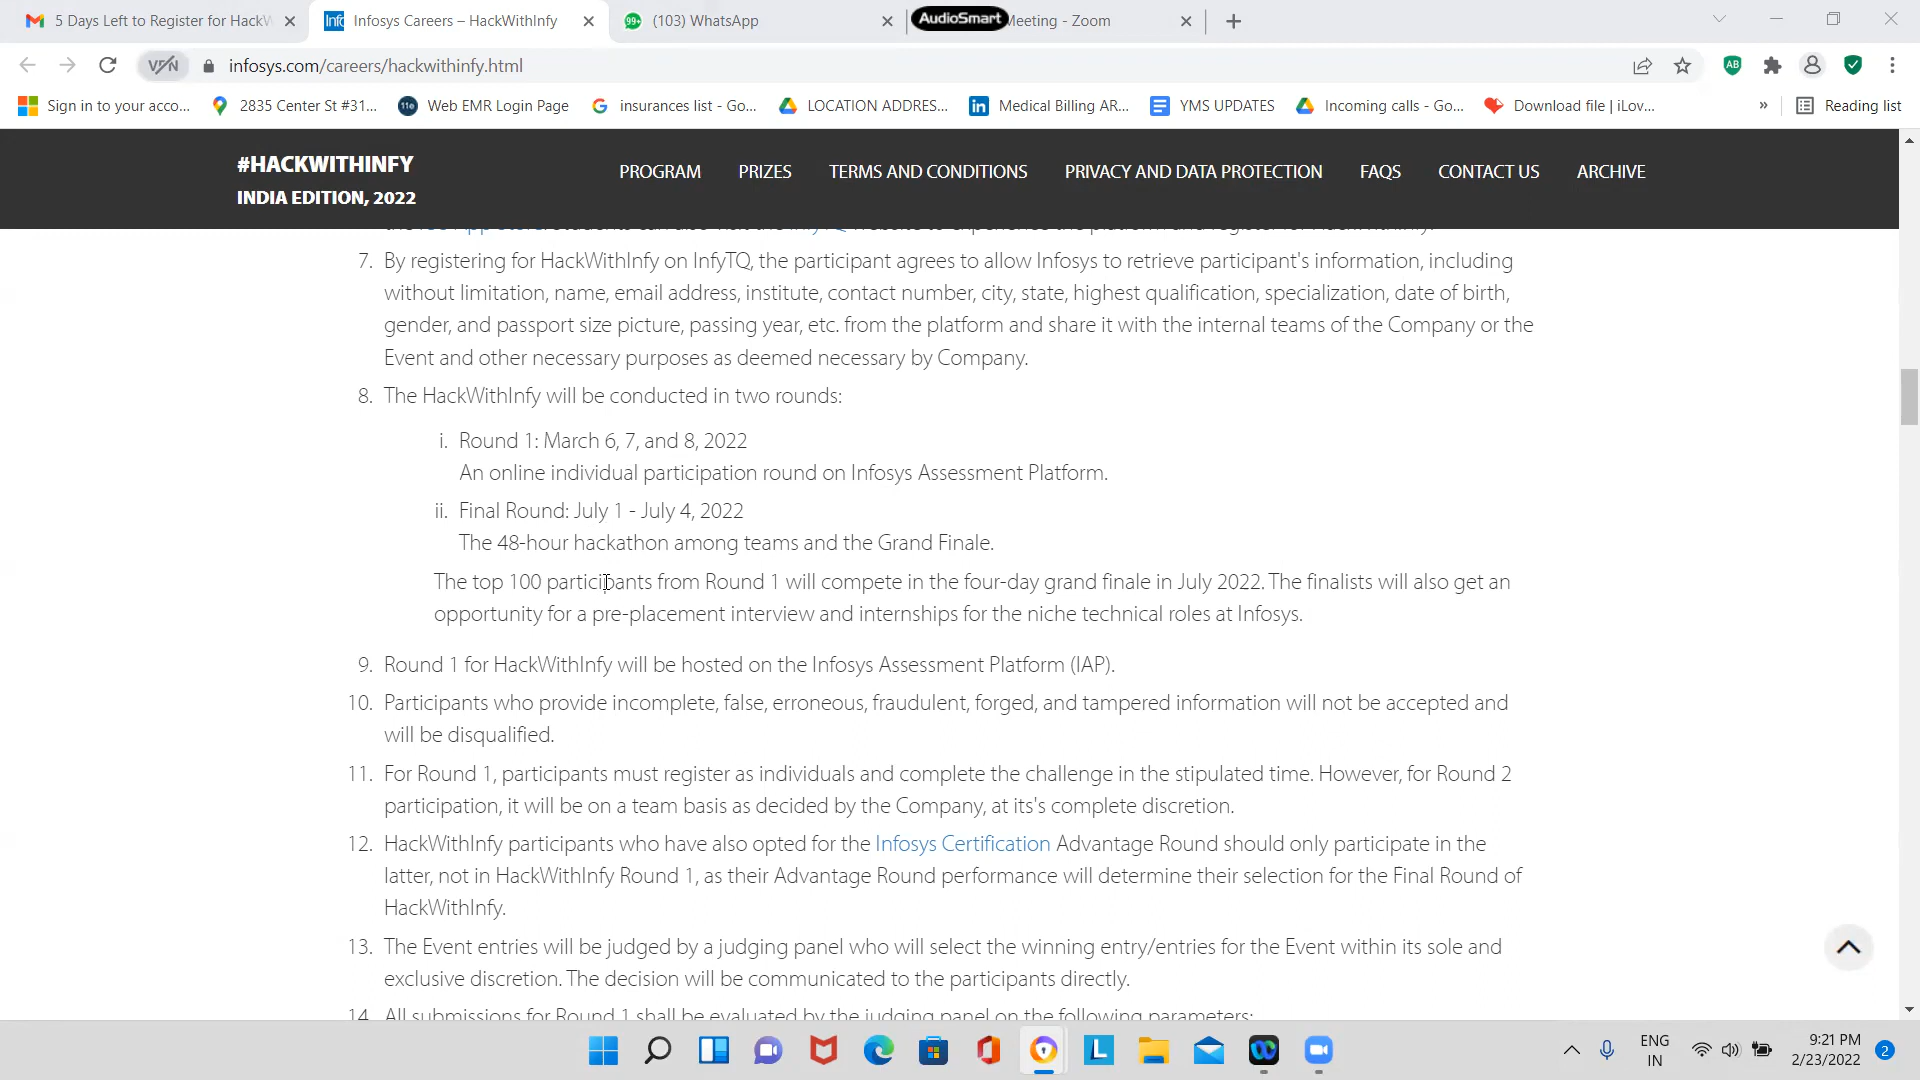 5 Days Left to Register for HackW
Infosys Careers – HackWithInfy
99+
(103) WhatsApp
AudioSmart
Meeting - Zoom
VPN
infosys.com/careers/hackwithinfy.html
AB
Sign in to your acco...
2835 Center St #31...
11e
Web EMR Login Page
insurances list - Go...
LOCATION ADDRES...
Medical Billing AR...
YMS UPDATES
Incoming calls - Go...
Download file | iLov...
»
Reading list
#HACKWITHINFY
INDIA EDITION, 2022
PROGRAM
PRIZES
TERMS AND CONDITIONS
PRIVACY AND DATA PROTECTION
FAQS
CONTACT US
ARCHIVE
7. By registering for HackWithInfy on InfyTQ, the participant agrees to allow Infosys to retrieve participant's information, including
without limitation, name, email address, institute, contact number, city, state, highest qualification, specialization, date of birth,
gender, and passport size picture, passing year, etc. from the platform and share it with the internal teams of the Company or the
Event and other necessary purposes as deemed necessary by Company.
8. The HackWithInfy will be conducted in two rounds:
i. Round 1: March 6, 7, and 8, 2022
An online individual participation round on Infosys Assessment Platform.
ii. Final Round: July 1 - July 4, 2022
The 48-hour hackathon among teams and the Grand Finale.
The top 100 participants from Round 1 will compete in the four-day grand finale in July 2022. The finalists will also get an
opportunity for a pre-placement interview and internships for the niche technical roles at Infosys.
9. Round 1 for HackWithInfy will be hosted on the Infosys Assessment Platform (IAP).
10. Participants who provide incomplete, false, erroneous, fraudulent, forged, and tampered information will not be accepted and
will be disqualified.
11. For Round 1, participants must register as individuals and complete the challenge in the stipulated time. However, for Round 2
participation, it will be on a team basis as decided by the Company, at its's complete discretion.
12. HackWithInfy participants who have also opted for the Infosys Certification Advantage Round should only participate in the
latter, not in HackWithInfy Round 1, as their Advantage Round performance will determine their selection for the Final Round of
HackWithInfy.
13. The Event entries will be judged by a judging panel who will select the winning entry/entries for the Event within its sole and
exclusive discretion. The decision will be communicated to the participants directly.
14. All submissions for Round 1 shall be evaluated by the judging panel on the following parameters:
ENG
IN
9:21 PM
2/23/2022
2